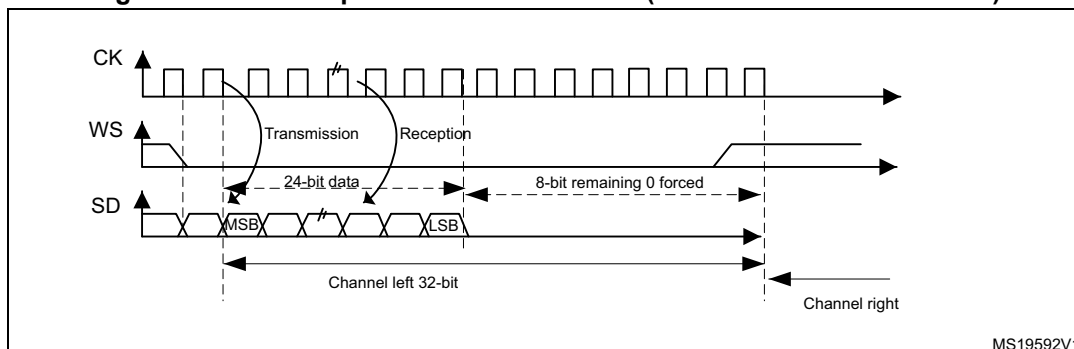 CK
WS
Transmission
Reception
24-bit data
8-bit remaining 0 forced
SD
MSB
LSB
Channel left 32-bit
Channel right